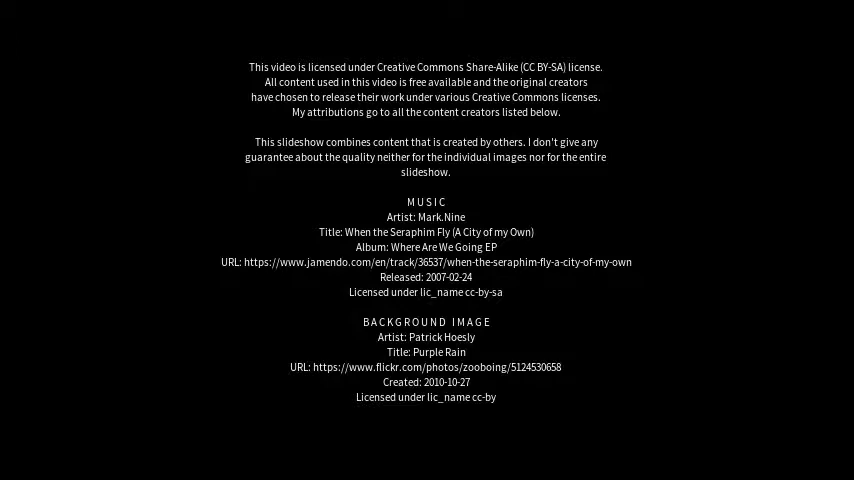 This video is licensed under Creative Commons Share-Alike (CC BY-SA) license.
All content used in this video is free available and the original creators
have chosen to release their work under various Creative Commons licenses.
My attributions go to all the content creators listed below.
This slideshow combines content that is created by others. I don't give any
guarantee about the quality neither for the individual images nor for the entire
slideshow.
M U S I C
Artist: Mark.Nine
Title: When the Seraphim Fly (A City of my Own)
Album: Where Are We Going EP
URL: https://www.jamendo.com/en/track/36537/when-the-seraphim-fly-a-city-of-my-own
Released: 2007-02-24
Licensed under lic_name cc-by-sa
B A C K G R O U N D   I M A G E
Artist: Patrick Hoesly
Title: Purple Rain
URL: https://www.flickr.com/photos/zooboing/5124530658
Created: 2010-10-27
Licensed under lic_name cc-by